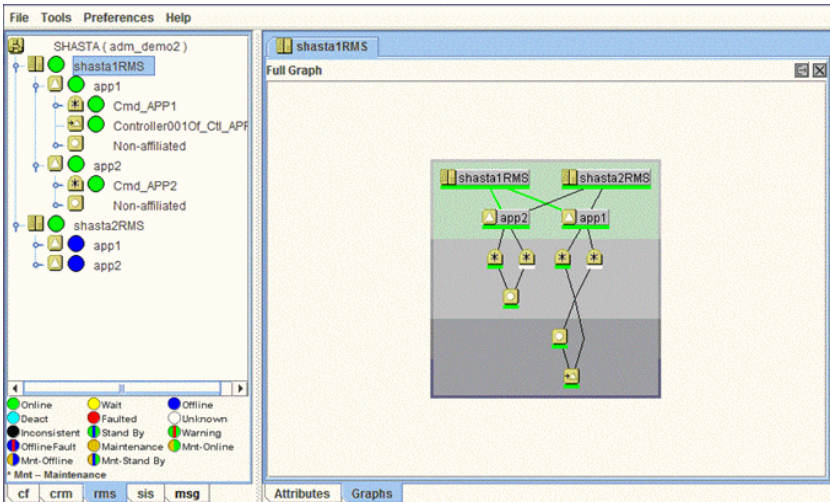 File Tools Preferences Help
SHASTA ( adm_demo2 )
shasta1RMS
app1
Cmd_APP1
Controller001Of_Ctl_APF
Non-affiliated
app2
Cmd_APP2
Non-affiliated
shasta2RMS
app1
app2
Online Wait Offline
Deact Faulted Unknown
Inconsistent Stand By Warning
OfflineFault Maintenance Mnt-Online
Mnt-Offline Mnt-Stand By
* Mnt – Maintenance
cf crm rms sis msg
shasta1RMS
Full Graph
shasta1RMS shasta2RMS
app2 app1
Attributes Graphs